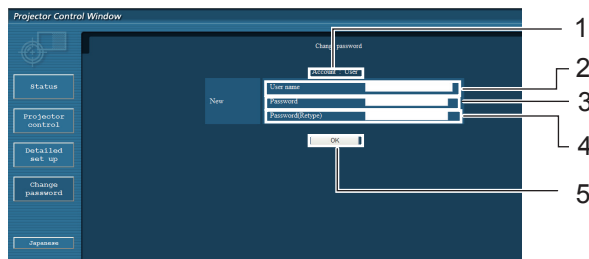 Projector Control Window
Change password
Account : User
New
User name
Password
Password(Retype)
OK
Status
Projector
control
Detailed
set up
Change
password
Japanese
1
2
3
4
5